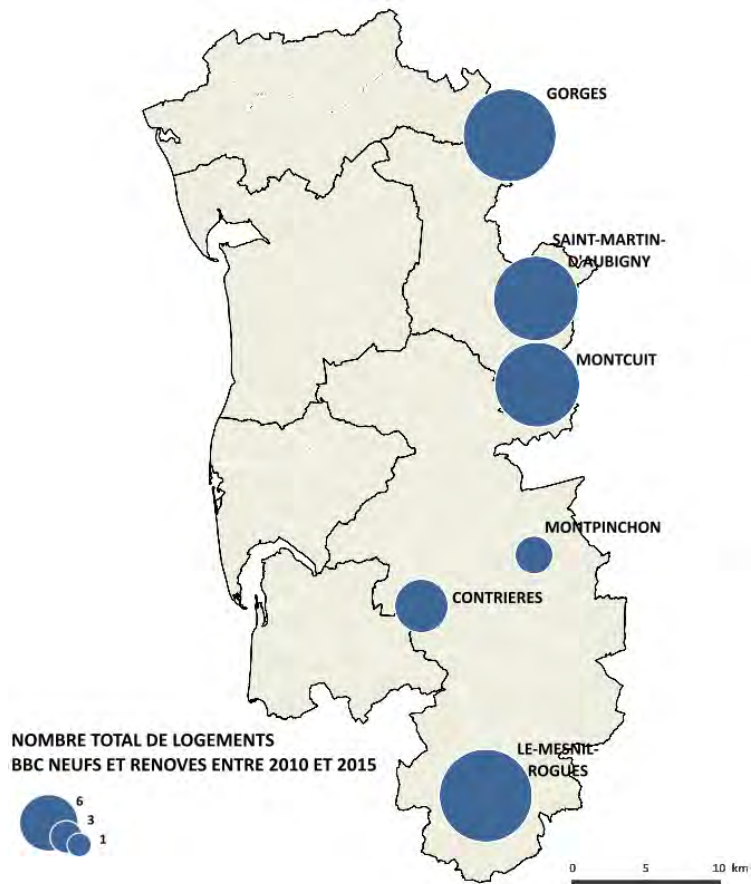 GORGES
SAINT-MARTIN-
D'AUBIGNY
MONTCUIT
MONTPINCHON
CONTRIERES
LE-MESNIL-
ROGUES
NOMBRE TOTAL DE LOGEMENTS
BBC NEUFS ET RENOVES ENTRE 2010 ET 2015
6
3
1
0 5 10 km